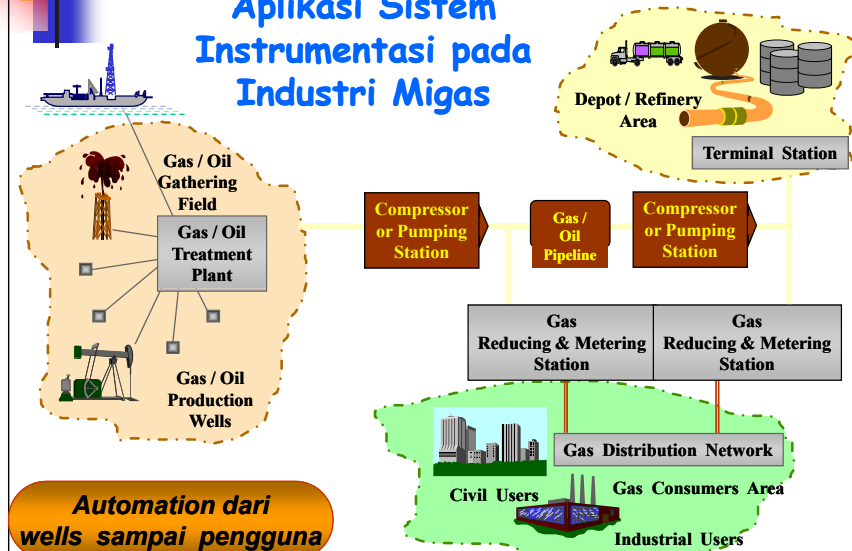 Aplikasi Sistem
Instrumentasi pada
Industri Migas
Depot / Refinery
Area
Terminal Station
Gas / Oil
Gathering
Field
Gas / Oil
Treatment
Plant
Compressor
or Pumping
Station
Gas /
Oil
Pipeline
Compressor
or Pumping
Station
Gas
Reducing & Metering
Station
Gas
Reducing & Metering
Station
Gas / Oil
Production
Wells
Gas Distribution Network
Civil Users
Gas Consumers Area
Industrial Users
Automation dari
wells sampai pengguna